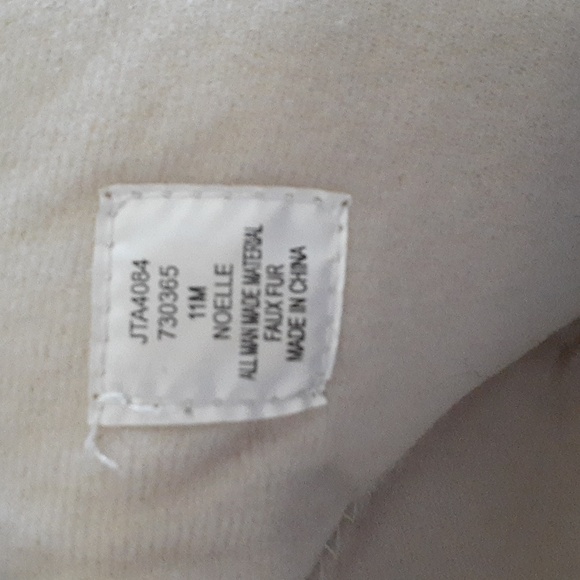 JTA4084
730365
11M
NOELLE
ALL MAN MADE MATERIAL
FAUX FUR
MADE IN CHINA